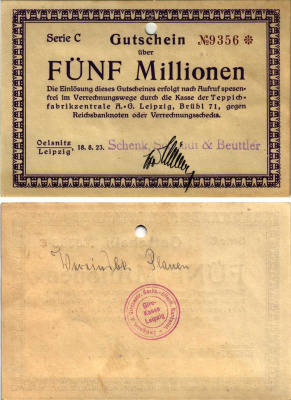 Serie C
Gutschein
№9356 ✻
über
FÜNF Millionen
Die Einlösung dieses Gutscheines erfolgt nach Aufruf spesen-
frei im Verrechnungswege durch die Kasse der Teppich-
fabrikzentrale A.-G. Leipzig, Brühl 71, gegen
Reichsbanknoten oder Verrechnungsschecks.
Oelsnitz
Leipzig, 18. 8. 23.
Schenk, & Beuttler
Vereinsbk. Plauen
Giro-
Kasse
Leipzig